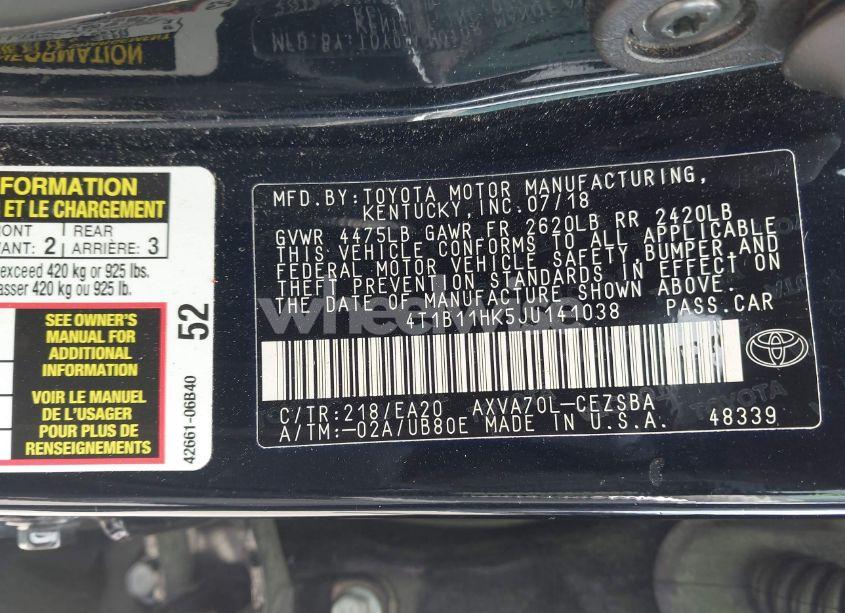 FORMATION
ET LE CHARGEMENT
REAR
2 ARRIÈRE: 3
exceed 420 kg or 925 lbs.
asser 420 kg ou 925 lb.
SEE OWNER'S
MANUAL FOR
ADDITIONAL
INFORMATION
VOIR LE MANUEL
DE L'USAGER
POUR PLUS DE
RENSEIGNEMENTS
52
42661-06B40
MFD.BY:TOYOTA MOTOR MANUFACTURING,
KENTUCKY,INC.07/18
GVWR 4475LB GAWR FR 2620LB RR 2420LB
THIS VEHICLE CONFORMS TO ALL APPLICABLE
FEDERAL MOTOR VEHICLE SAFETY,BUMPER,AND
THEFT PREVENTION STANDARDS IN EFFECT ON
THE DATE OF MANUFACTURE SHOWN ABOVE.
4T1B11HK5JU141038 PASS.CAR
C/TR:218/EA20 AXVA70L-CEZSBA
A/TM:-02A/UB80E MADE IN U.S.A. 48339
TOYOTA
wheelwise